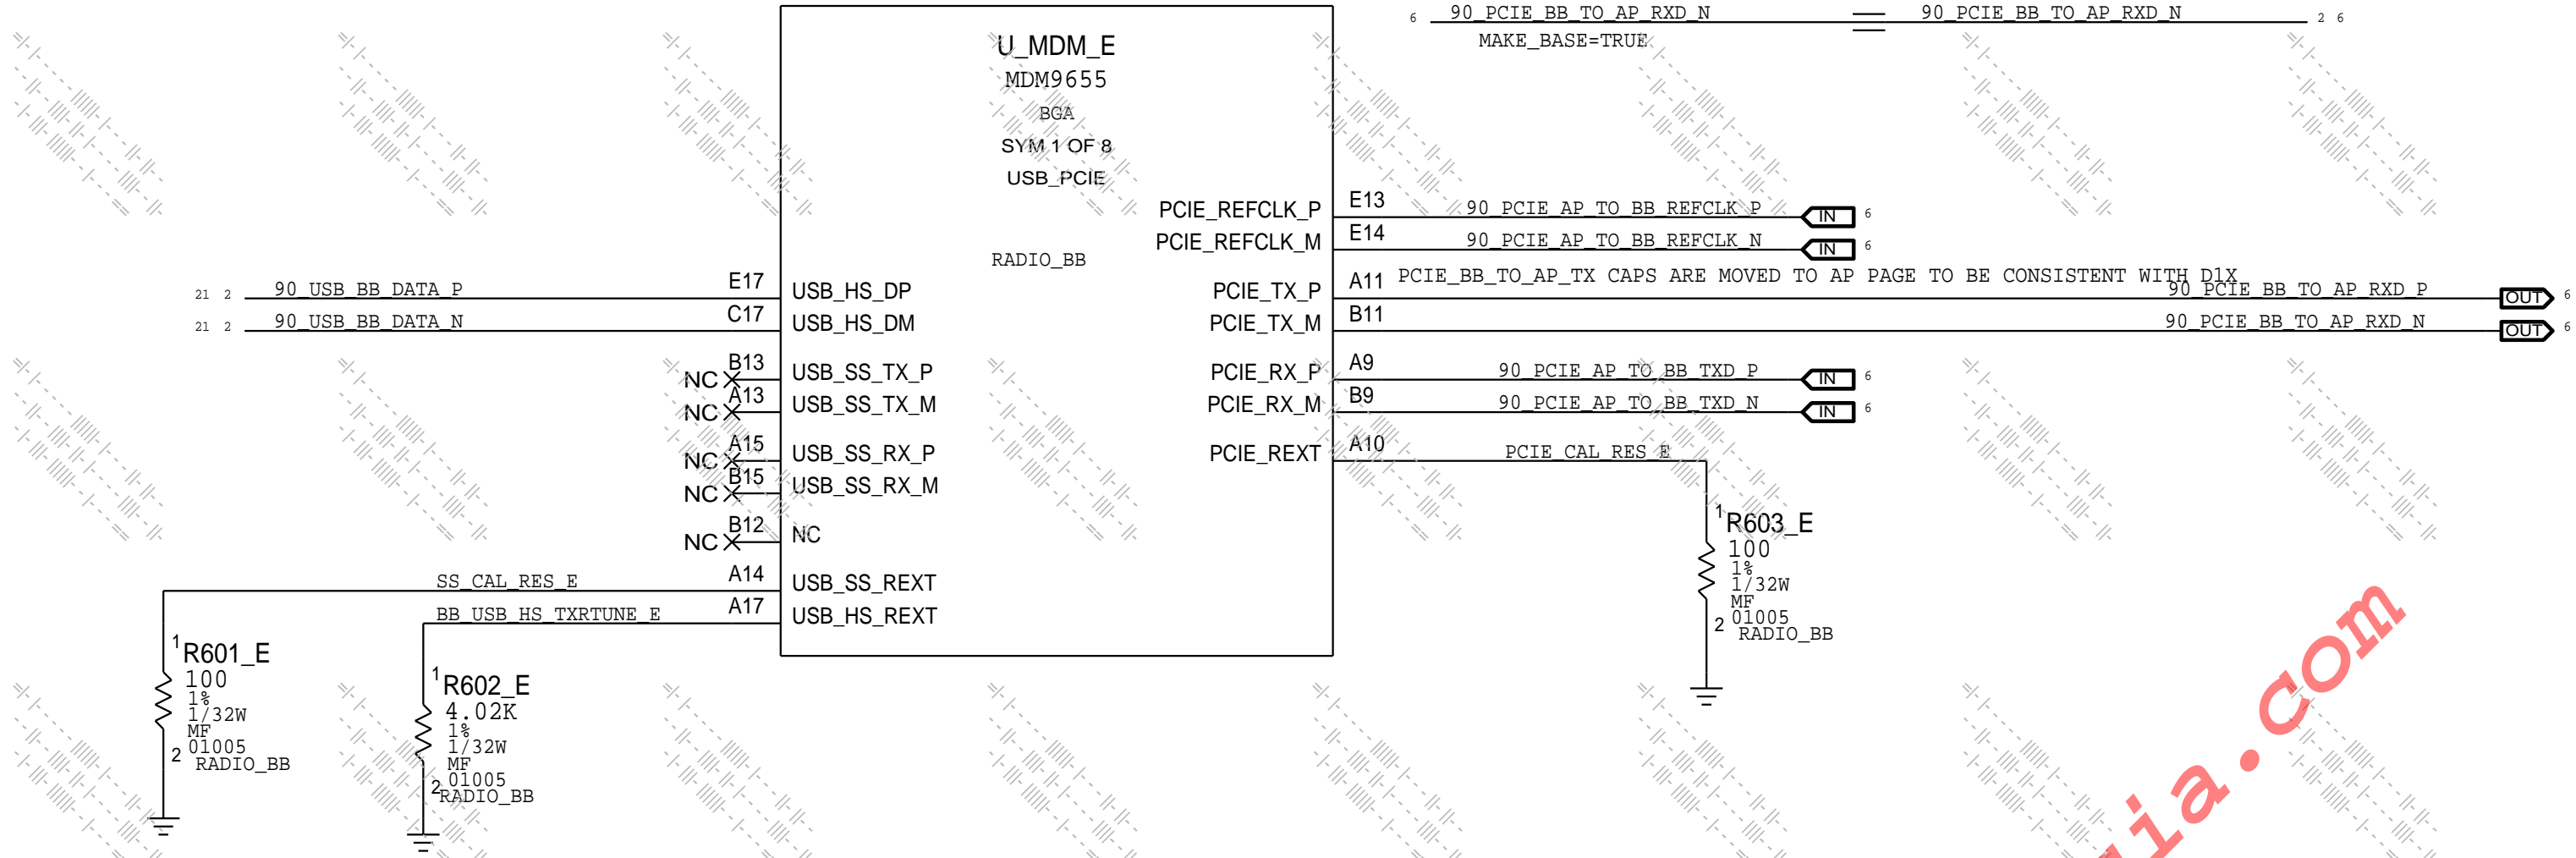 6 90_PCIE_BB_TO_AP_RXD_N 90_PCIE_BB_TO_AP_RXD_N 2 6
MAKE_BASE=TRUE
U_MDM_E
MDM9655
BGA
SYM 1 OF 8
USB_PCIE
RADIO_BB
21 2 90_USB_BB_DATA_P E17 USB_HS_DP
21 2 90_USB_BB_DATA_N C17 USB_HS_DM
NC B13 USB_SS_TX_P
NC A13 USB_SS_TX_M
NC A15 USB_SS_RX_P
NC B15 USB_SS_RX_M
NC B12 NC
SS_CAL_RES_E A14 USB_SS_REXT
BB_USB_HS_TXRTUNE_E A17 USB_HS_REXT
PCIE_REFCLK_P E13 90_PCIE_AP_TO_BB_REFCLK_P IN 6
PCIE_REFCLK_M E14 90_PCIE_AP_TO_BB_REFCLK_N IN 6
PCIE_BB_TO_AP_TX CAPS ARE MOVED TO AP PAGE TO BE CONSISTENT WITH D1X
PCIE_TX_P A11 90_PCIE_BB_TO_AP_RXD_P OUT 6
PCIE_TX_M B11 90_PCIE_BB_TO_AP_RXD_N OUT 6
PCIE_RX_P A9 90_PCIE_AP_TO_BB_TXD_P IN 6
PCIE_RX_M B9 90_PCIE_AP_TO_BB_TXD_N IN 6
PCIE_REXT A10 PCIE_CAL_RES_E
1 R603_E
100
1%
1/32W
MF
01005
2 RADIO_BB
1 R601_E
100
1%
1/32W
MF
01005
2 RADIO_BB
1 R602_E
4.02K
1%
1/32W
MF
01005
2 RADIO_BB
ia.com